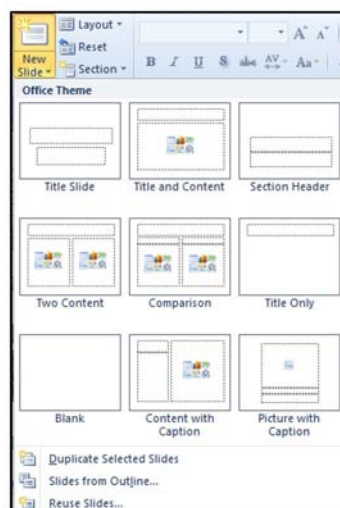 Layout
Reset
New
Slide
Section
A A
B I U S abc AV Aa
Office Theme
Title Slide
Title and Content
Section Header
Two Content
Comparison
Title Only
Blank
Content with
Caption
Picture with
Caption
Duplicate Selected Slides
Slides from Outline...
Reuse Slides...